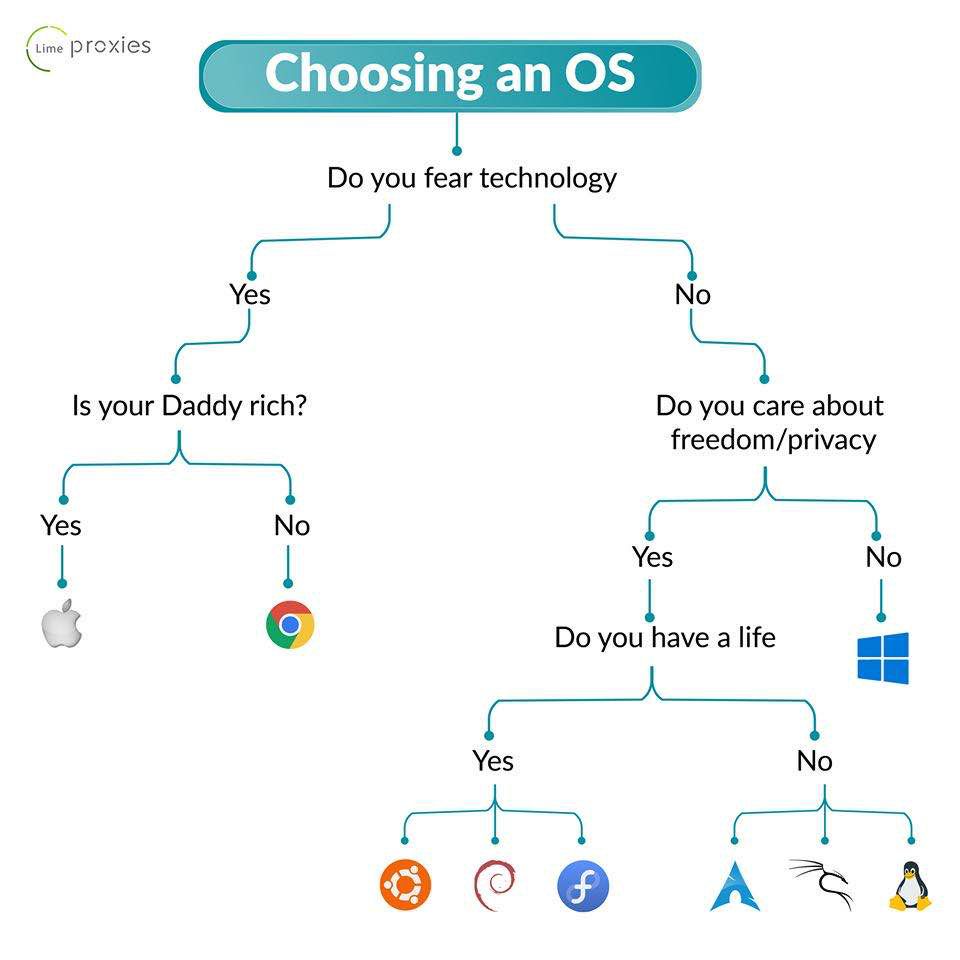 Lime proxies
Choosing an OS
Do you fear technology
Yes
No
Is your Daddy rich?
Do you care about
freedom/privacy
Yes
No
Yes
No
Do you have a life
Yes
No